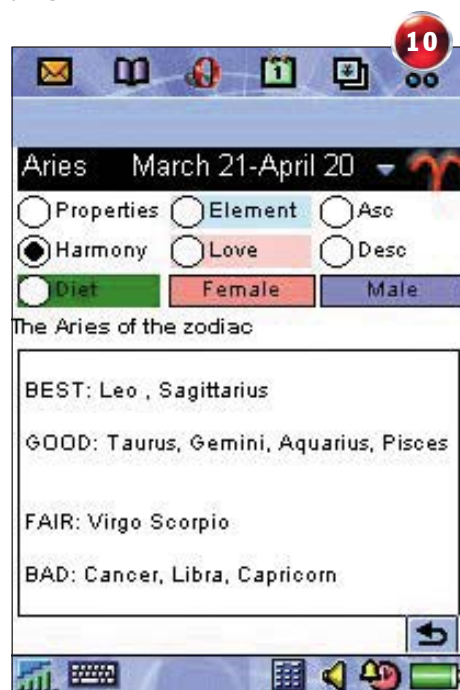 10
1
Aries March 21-April 20
Properties Element Asc
Harmony Love Desc
Diet Female Male
The Aries of the zodiac
BEST: Leo , Sagittarius
GOOD: Taurus, Gemini, Aquarius, Pisces
FAIR: Virgo Scorpio
BAD: Cancer, Libra, Capricorn